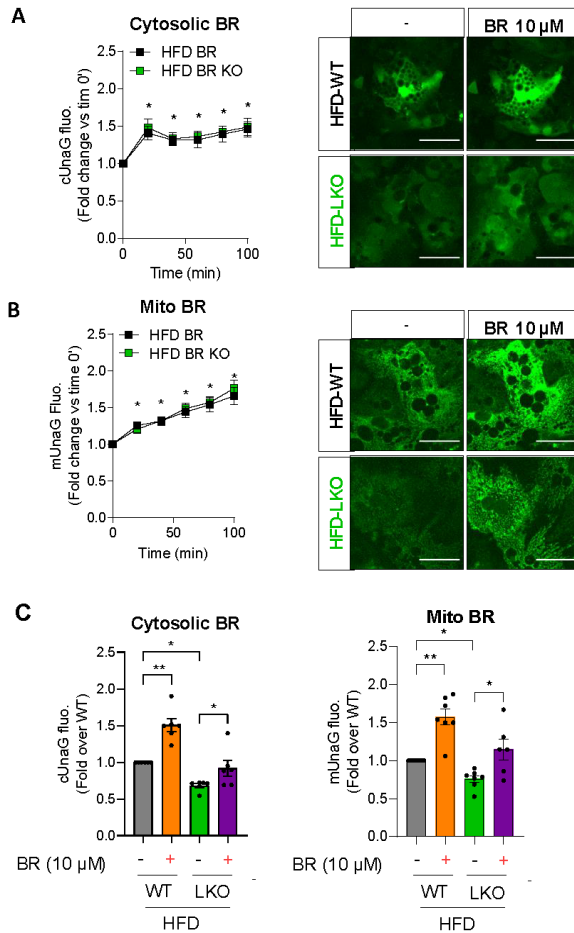 A
Cytosolic BR
HFD BR
HFD BR KO
cUnaG fluo.
(Fold change vs tim 0')
2.5
2.0
1.5
1.0
0.5
0.0
* * * * *
0 50 100
Time (min)
- BR 10 µM
HFD-WT
HFD-LKO
B
Mito BR
HFD BR
HFD BR KO
mUnaG Fluo.
(Fold change vs time 0')
2.5
2.0
1.5
1.0
0.5
0.0
* * * * *
0 50 100
Time (min)
- BR 10 µM
HFD-WT
HFD-LKO
C
Cytosolic BR
cUnaG fluo.
(Fold over WT)
2.5
2.0
1.5
1.0
0.5
0.0
*
**
*
BR (10 µM) - + - +
WT LKO
HFD
-
Mito BR
mUnaG fluo.
(Fold over WT)
2.5
2.0
1.5
1.0
0.5
0.0
*
**
*
BR (10 µM) - + - +
WT LKO
HFD